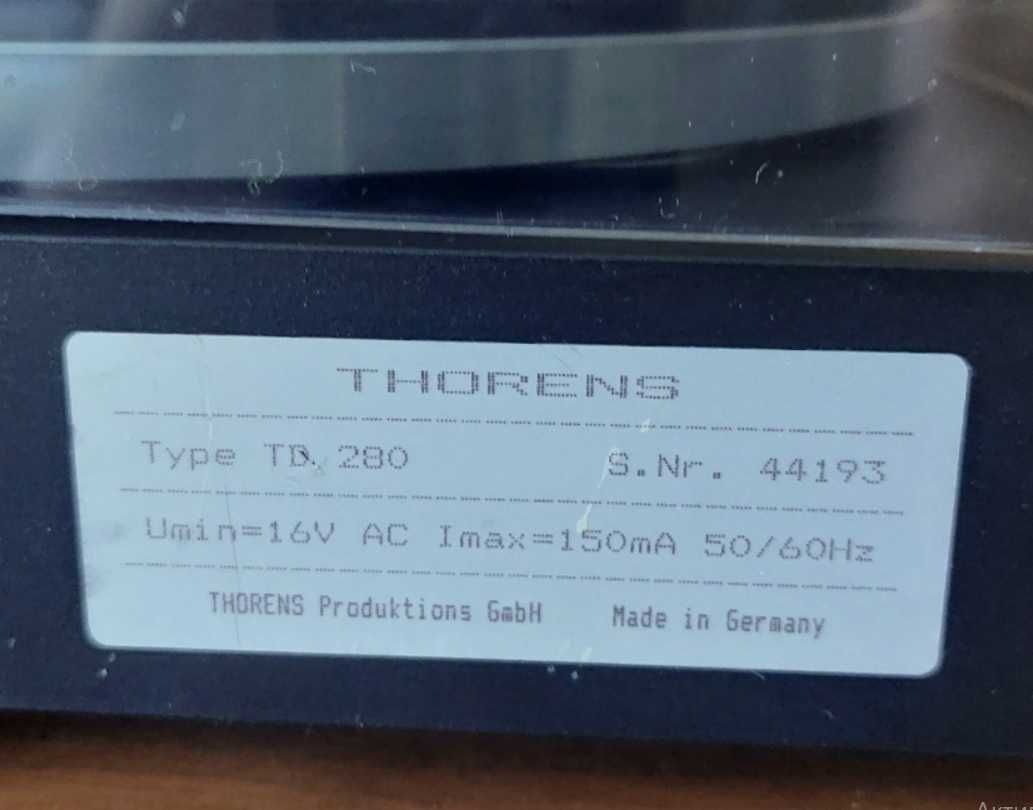 THORENS
Type TD 280 S.Nr. 44193
Umin=16V AC Imax=150mA 50/60Hz
THORENS Produktions GmbH Made in Germany